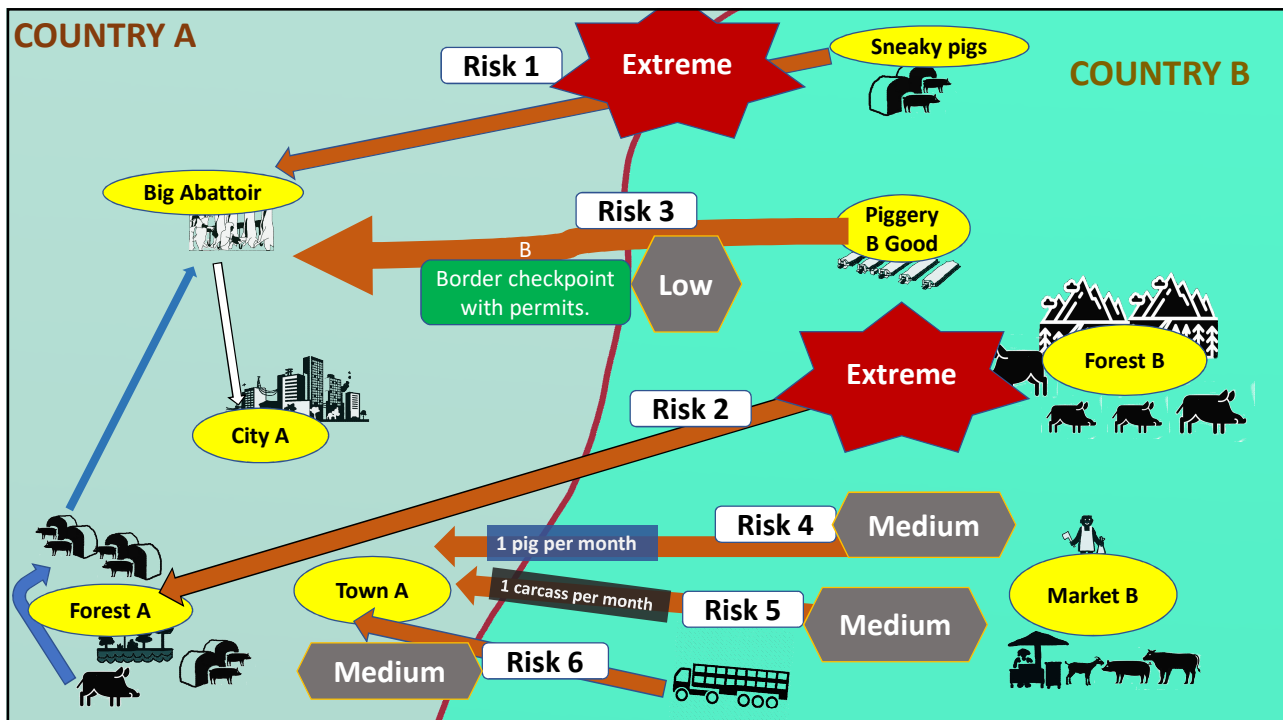 COUNTRY A
Risk 1
Extreme
Sneaky pigs
COUNTRY B
Big Abattoir
Risk 3
Piggery
B Good
B
Border checkpoint
with permits.
Low
Extreme
Forest B
Risk 2
City A
Risk 4
Medium
1 pig per month
Town A
1 carcass per month
Risk 5
Medium
Market B
Forest A
Medium
Risk 6